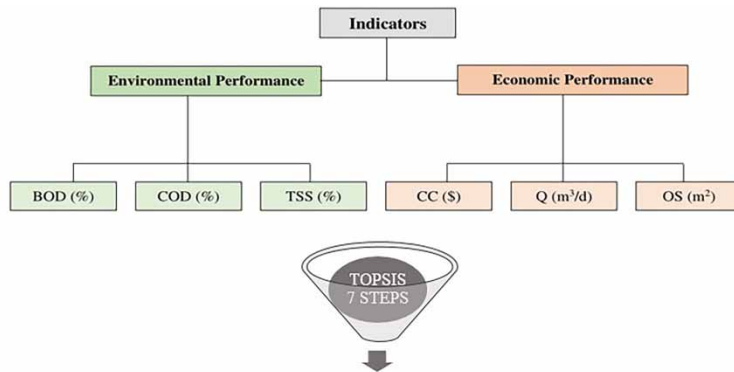 Indicators
Environmental Performance
Economic Performance
BOD (%)
COD (%)
TSS (%)
CC ($)
Q (m³/d)
OS (m²)
TOPSIS
7 STEPS